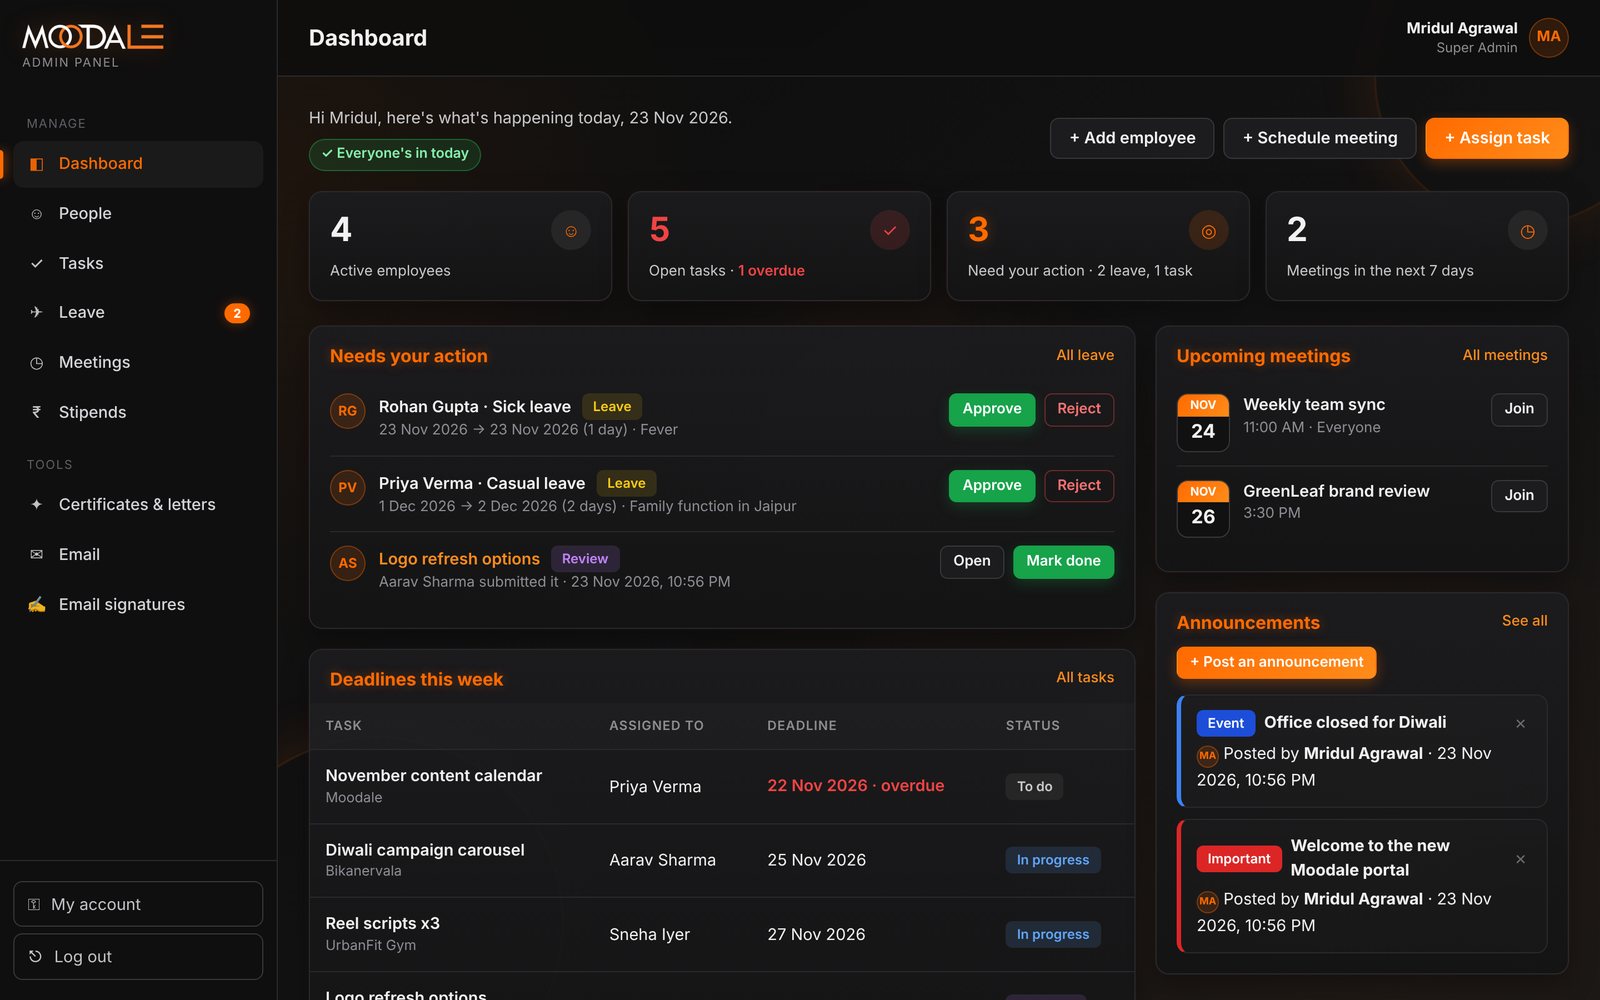 MOODALE
ADMIN PANEL
MANAGE
Dashboard
People
Tasks
Leave
2
Meetings
₹ Stipends
TOOLS
Certificates & letters
Email
Email signatures
My account
Log out
Dashboard
Mridul Agrawal
Super Admin
MA
Hi Mridul, here's what's happening today, 23 Nov 2026.
✓ Everyone's in today
+ Add employee
+ Schedule meeting
+ Assign task
4
Active employees
5
Open tasks · 1 overdue
3
Need your action · 2 leave, 1 task
2
Meetings in the next 7 days
Needs your action
All leave
RG
Rohan Gupta · Sick leave
Leave
23 Nov 2026 → 23 Nov 2026 (1 day) · Fever
Approve
Reject
PV
Priya Verma · Casual leave
Leave
1 Dec 2026 → 2 Dec 2026 (2 days) · Family function in Jaipur
Approve
Reject
AS
Logo refresh options
Review
Aarav Sharma submitted it · 23 Nov 2026, 10:56 PM
Open
Mark done
Deadlines this week
All tasks
TASK
ASSIGNED TO
DEADLINE
STATUS
November content calendar
Moodale
Priya Verma
22 Nov 2026 · overdue
To do
Diwali campaign carousel
Bikanervala
Aarav Sharma
25 Nov 2026
In progress
Reel scripts x3
UrbanFit Gym
Sneha Iyer
27 Nov 2026
In progress
Logo refresh options
Upcoming meetings
All meetings
NOV
24
Weekly team sync
11:00 AM · Everyone
Join
NOV
26
GreenLeaf brand review
3:30 PM
Join
Announcements
See all
+ Post an announcement
Event
Office closed for Diwali
×
MA Posted by Mridul Agrawal · 23 Nov
2026, 10:56 PM
Important
Welcome to the new
Moodale portal
×
MA Posted by Mridul Agrawal · 23 Nov
2026, 10:56 PM